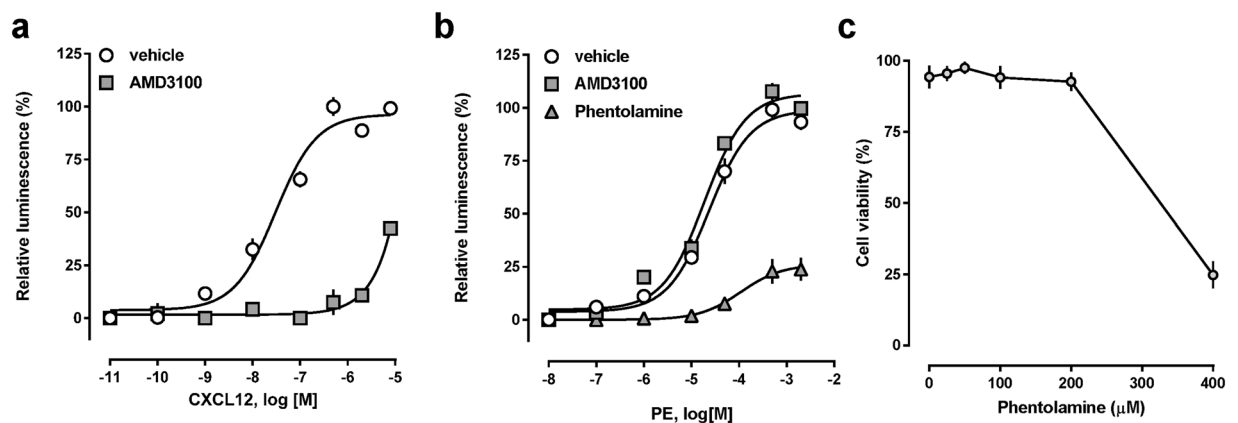 a
vehicle
AMD3100
Relative luminescence (%)
125
100
75
50
25
0
-11 -10 -9 -8 -7 -6 -5
CXCL12, log [M]
b
vehicle
AMD3100
Phentolamine
Relative luminescence (%)
125
100
75
50
25
0
-8 -7 -6 -5 -4 -3 -2
PE, log[M]
c
Cell viability (%)
100
75
50
25
0
0 100 200 300 400
Phentolamine (μM)